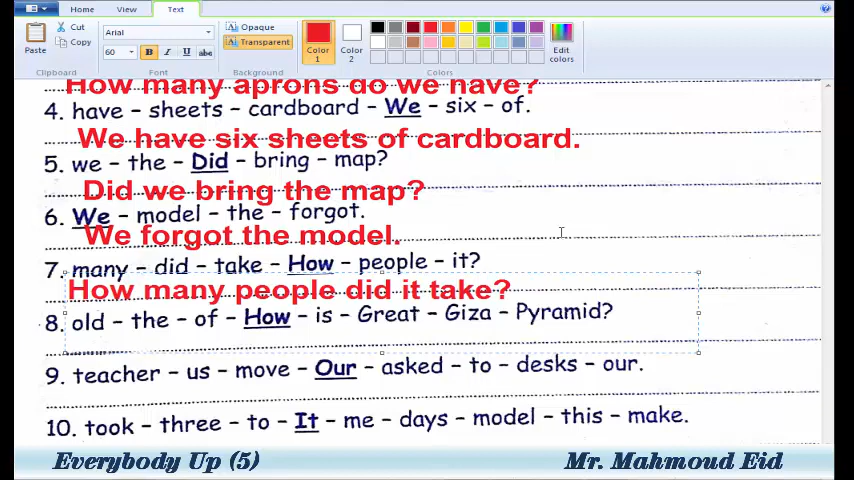 Home View Text
Paste
Cut
Copy
Clipboard
Arial
60
B I U abc
Font
Opaque
Transparent
Background
Color 1
Color 2
Colors
Edit colors
How many aprons do we have?
4. have – sheets – cardboard – We – six – of.
We have six sheets of cardboard.
5. we – the – Did – bring – map?
Did we bring the map?
6. We – model – the – forgot.
We forgot the model.
7. many – did – take – How – people – it?
How many people did it take?
8. old – the – of – How – is – Great – Giza – Pyramid?
9. teacher – us – move – Our – asked – to – desks – our.
10. took – three – to – It – me – days – model – this – make.
Everybody Up (5) Mr. Mahmoud Eid